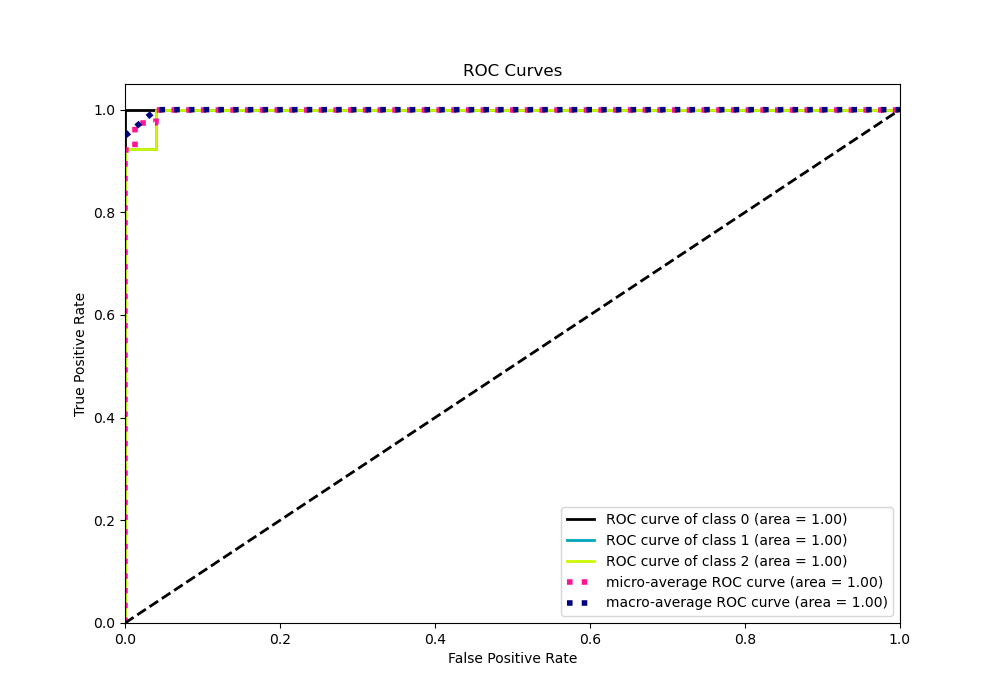 ROC Curves
1.0
0.8
0.6
0.4
0.2
0.0
True Positive Rate
0.0 0.2 0.4 0.6 0.8 1.0
False Positive Rate
ROC curve of class 0 (area = 1.00)
ROC curve of class 1 (area = 1.00)
ROC curve of class 2 (area = 1.00)
micro-average ROC curve (area = 1.00)
macro-average ROC curve (area = 1.00)